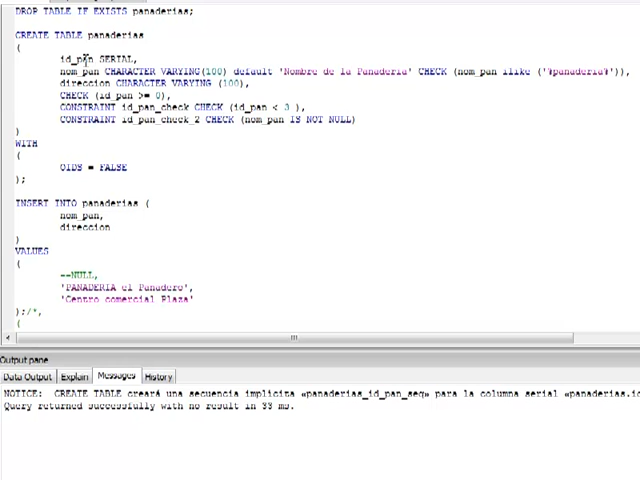 DROP TABLE IF EXISTS panaderias;
CREATE TABLE panaderias
(
id_pan SERIAL,
nom_pan CHARACTER VARYING(100) default 'Nombre de la Panaderia' CHECK (nom_pan ilike ('%panaderia%')),
direccion CHARACTER VARYING (100),
CHECK (id_pan >= 0),
CONSTRAINT id_pan_check CHECK (id_pan < 3 ),
CONSTRAINT id_pan_check_2 CHECK (nom_pan IS NOT NULL)
)
WITH
(
OIDS = FALSE
);
INSERT INTO panaderias (
nom_pan,
direccion
)
VALUES
(
--NULL,
'PANADERIA el Panadero',
'Centro comercial Plaza'
);/*,
(
Output pane
Data Output Explain Messages History
NOTICE: CREATE TABLE creará una secuencia implícita «panaderias_id_pan_seq» para la columna serial «panaderias.id
Query returned successfully with no result in 33 ms.